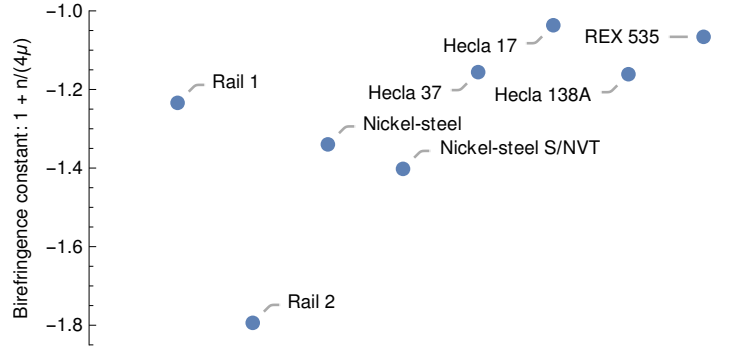 −1.0
Hecla 17
REX 535
−1.2
Rail 1
Hecla 37
Hecla 138A
Nickel-steel
−1.4
Nickel-steel S/NVT
−1.6
Rail 2
−1.8
Birefringence constant: 1 + n/(4μ)